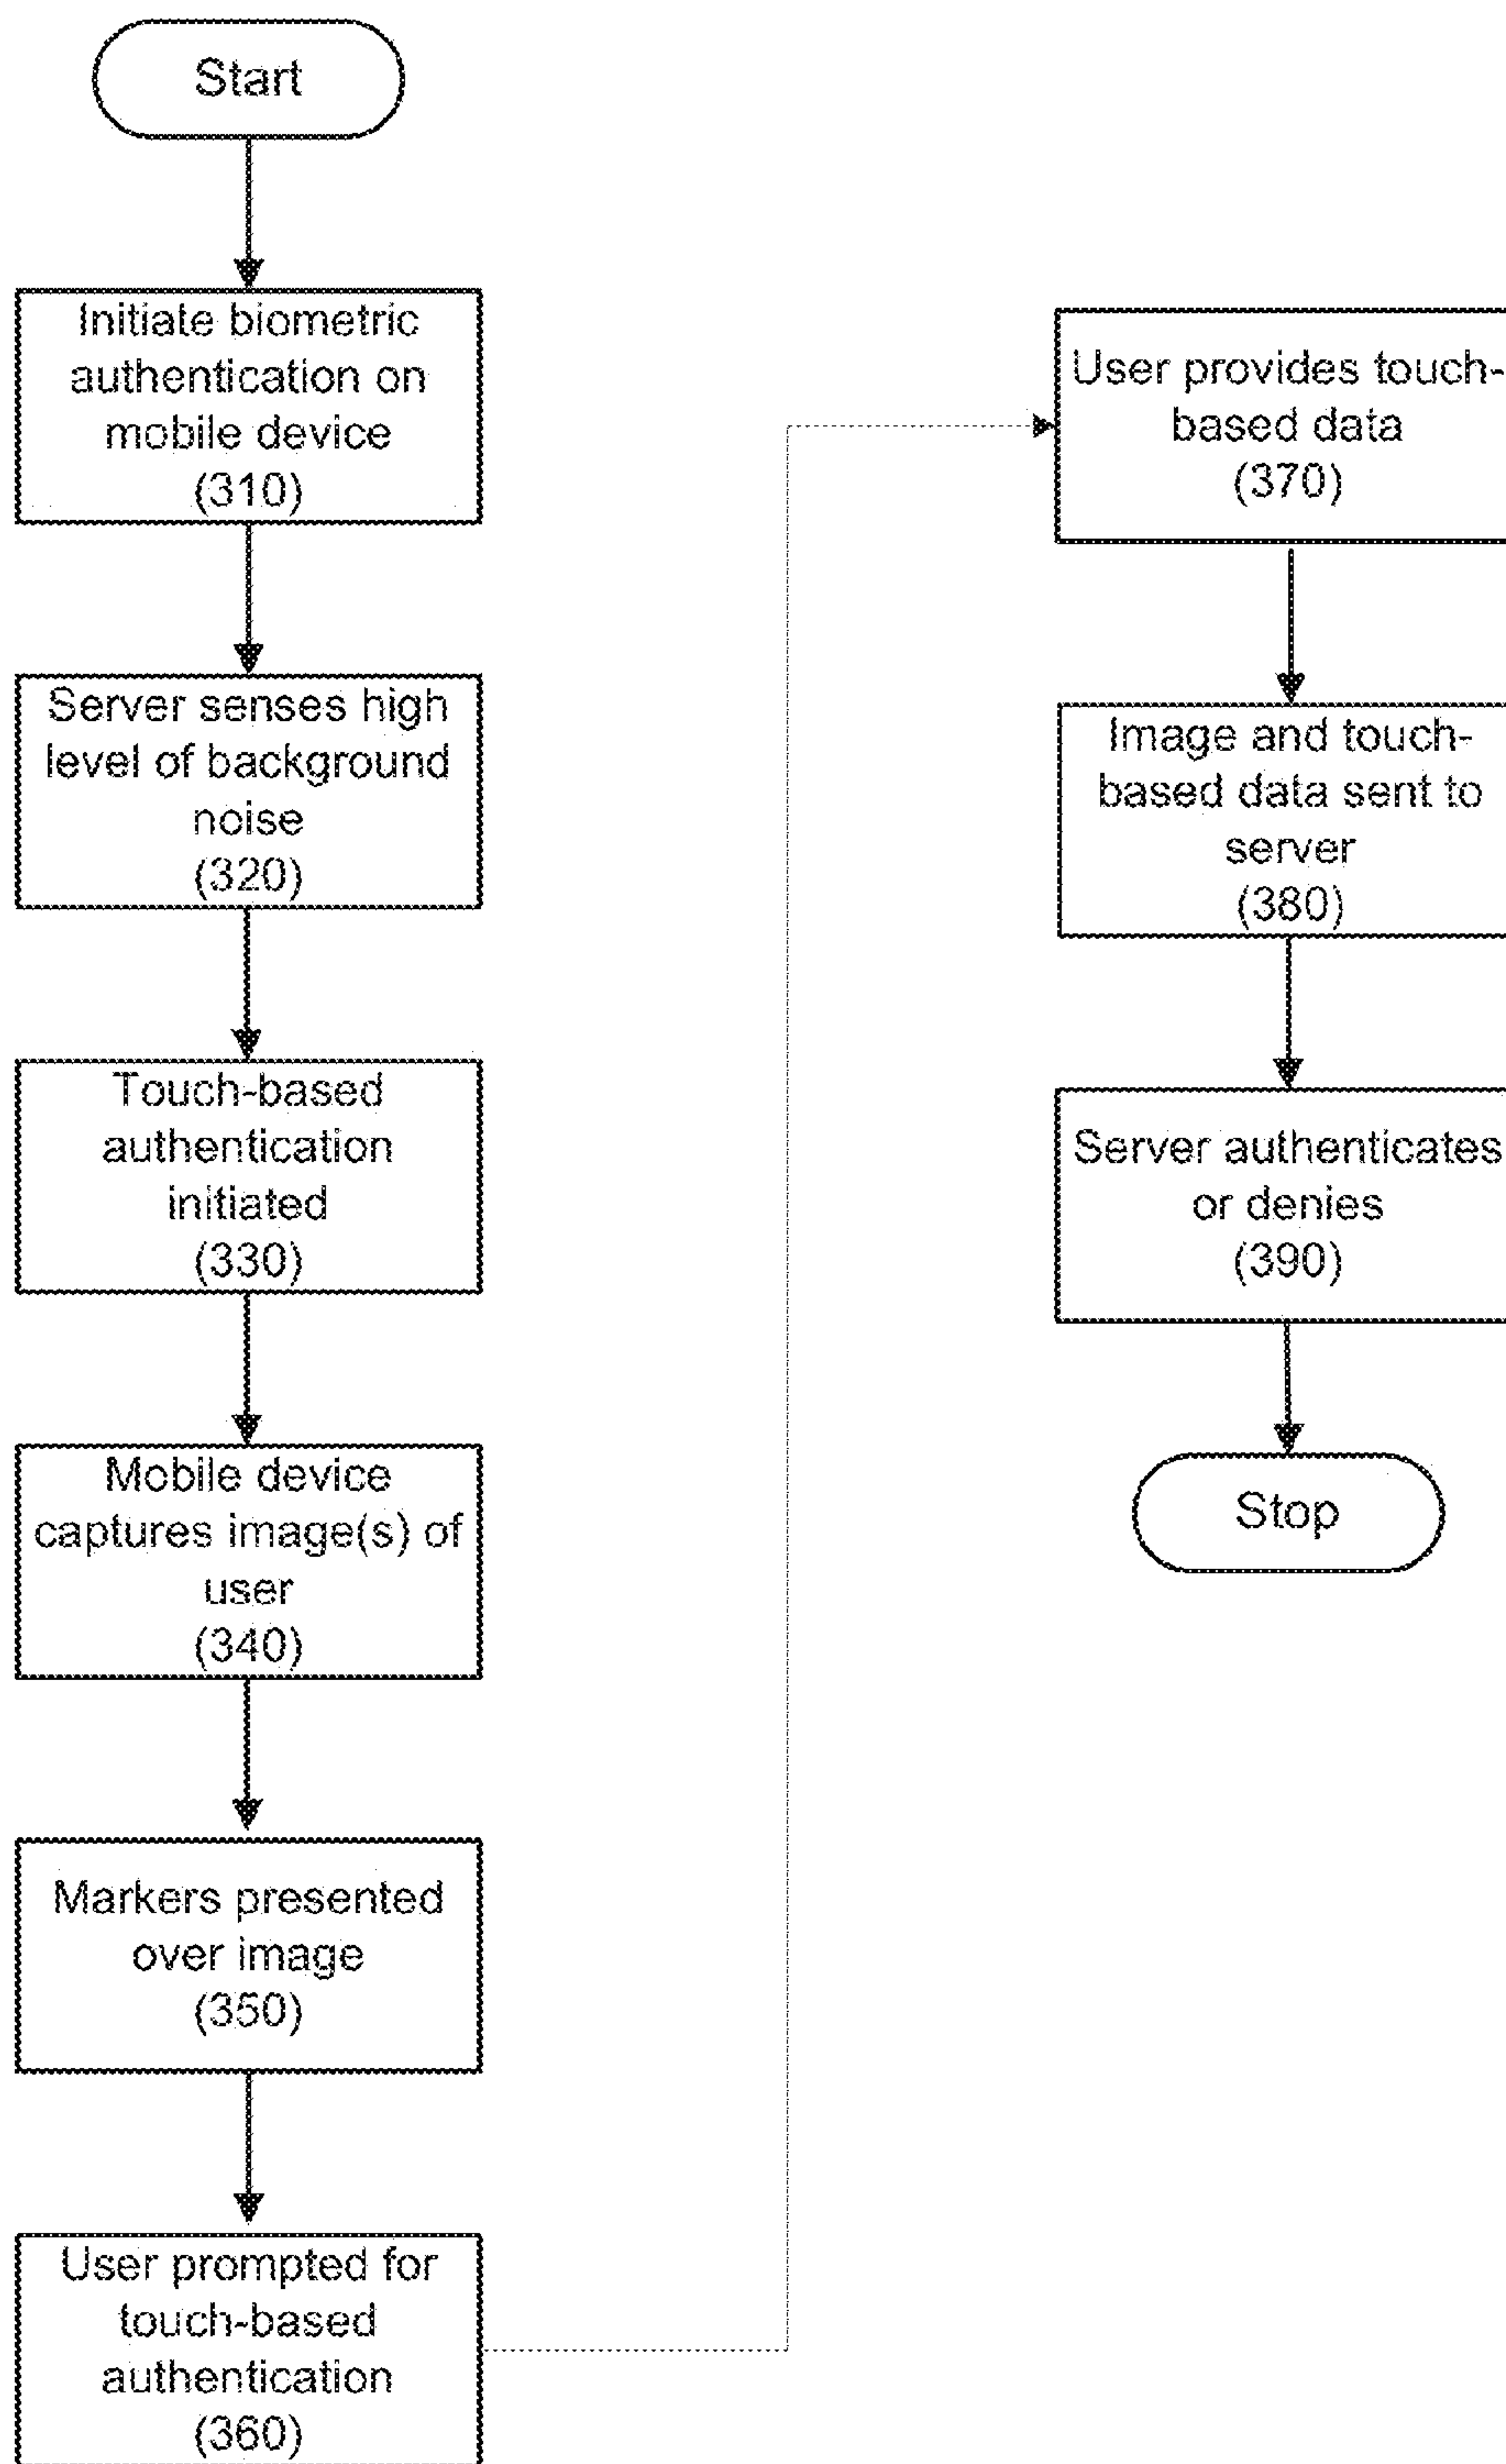 Start
Initiate biometric
authentication on
mobile device
(310)
Server senses high
level of background
noise
(320)
Touch-based
authentication
initiated
(330)
Mobile device
captures image(s) of
user
(340)
Markers presented
over image
(350)
User prompted for
touch-based
authentication
(360)
User provides touch-
based data
(370)
Image and touch-
based data sent to
server
(380)
Server authenticates
or denies
(390)
Stop